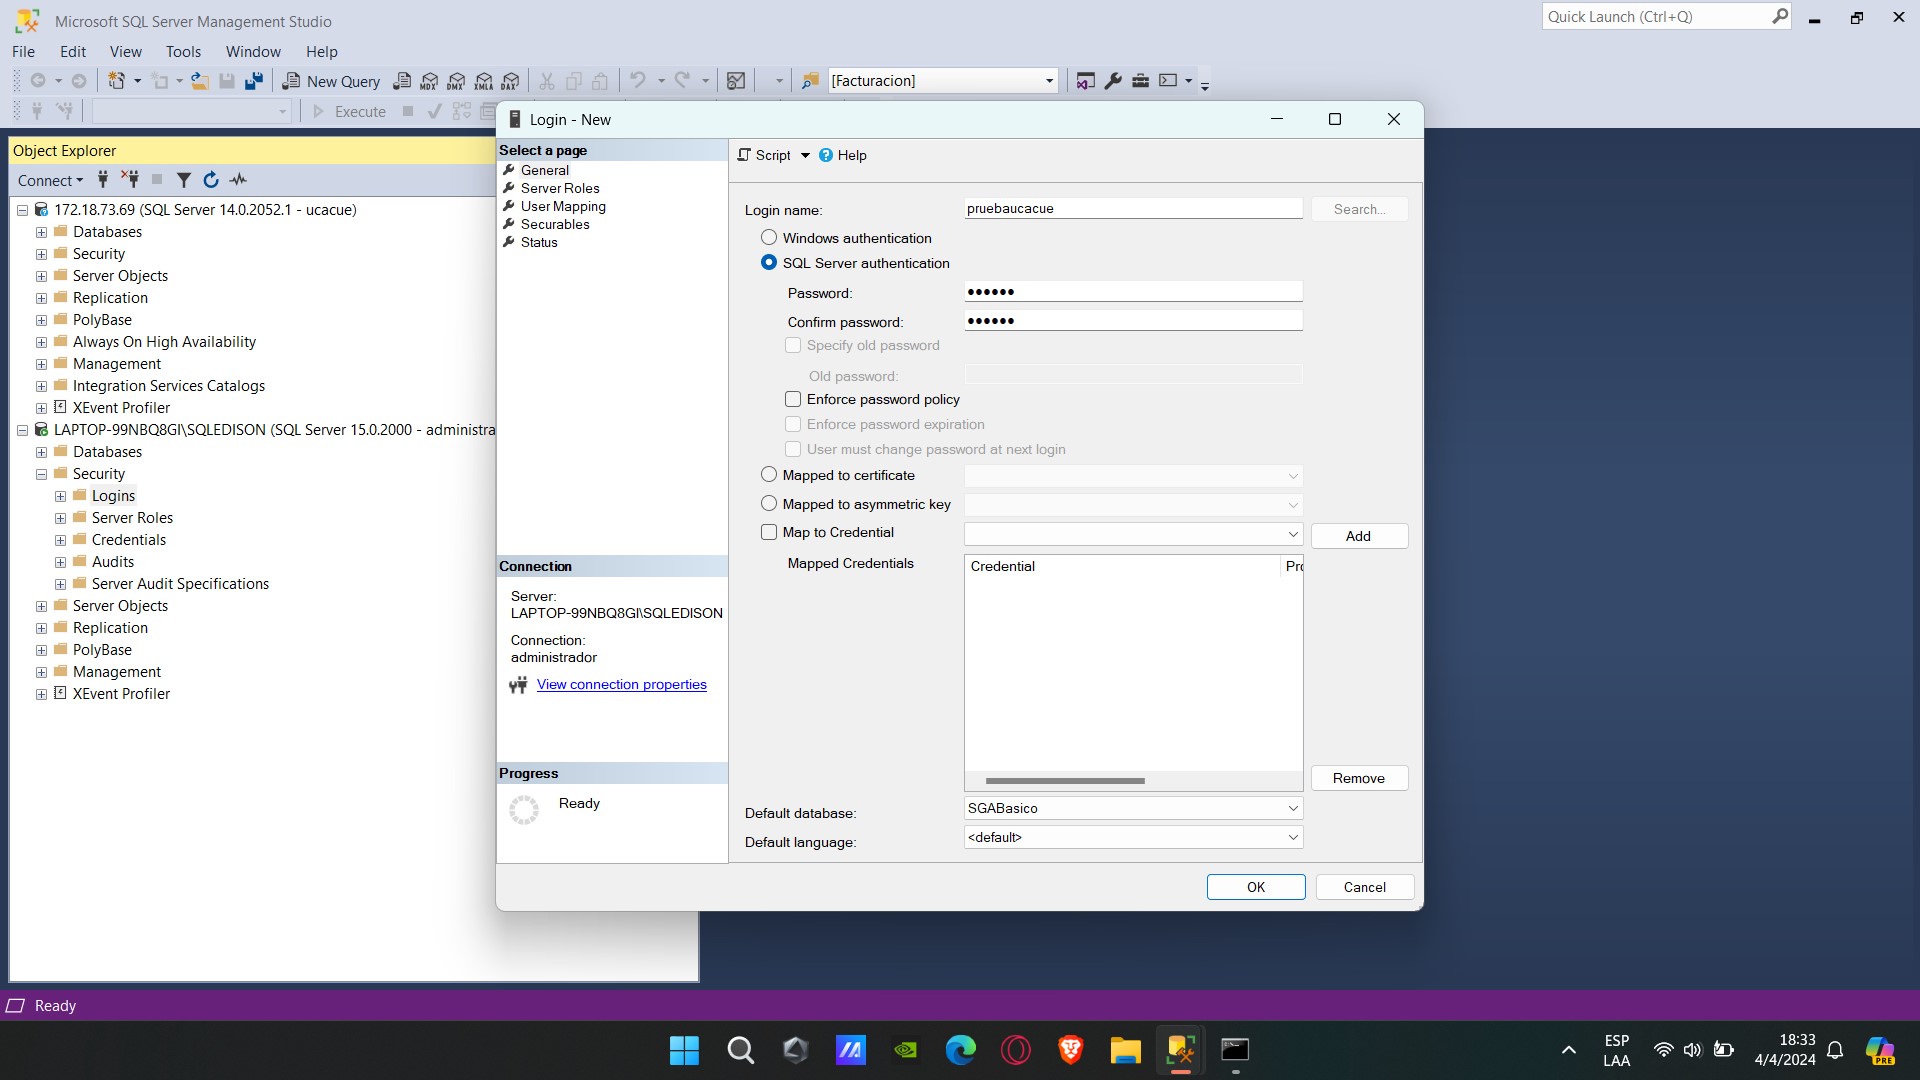 Microsoft SQL Server Management Studio
Quick Launch (Ctrl+Q)
File Edit View Tools Window Help
New Query MDX DMX XMLA DAX [Facturacion]
Execute
Object Explorer
Connect
172.18.73.69 (SQL Server 14.0.2052.1 - ucacue)
Databases
Security
Server Objects
Replication
PolyBase
Always On High Availability
Management
Integration Services Catalogs
XEvent Profiler
LAPTOP-99NBQ8GI\SQLEDISON (SQL Server 15.0.2000 - administra
Databases
Security
Logins
Server Roles
Credentials
Audits
Server Audit Specifications
Server Objects
Replication
PolyBase
Management
XEvent Profiler
Login - New
Select a page
General
Server Roles
User Mapping
Securables
Status
Connection
Server:
LAPTOP-99NBQ8GI\SQLEDISON
Connection:
administrador
View connection properties
Progress
Ready
Script Help
Login name: pruebaucacue Search...
Windows authentication
SQL Server authentication
Password: ••••••
Confirm password: ••••••
Specify old password
Old password:
Enforce password policy
Enforce password expiration
User must change password at next login
Mapped to certificate
Mapped to asymmetric key
Map to Credential Add
Mapped Credentials Credential Pro
Remove
Default database: SGABasico
Default language: <default>
OK Cancel
Ready
ESP
LAA
18:33
4/4/2024
PRE